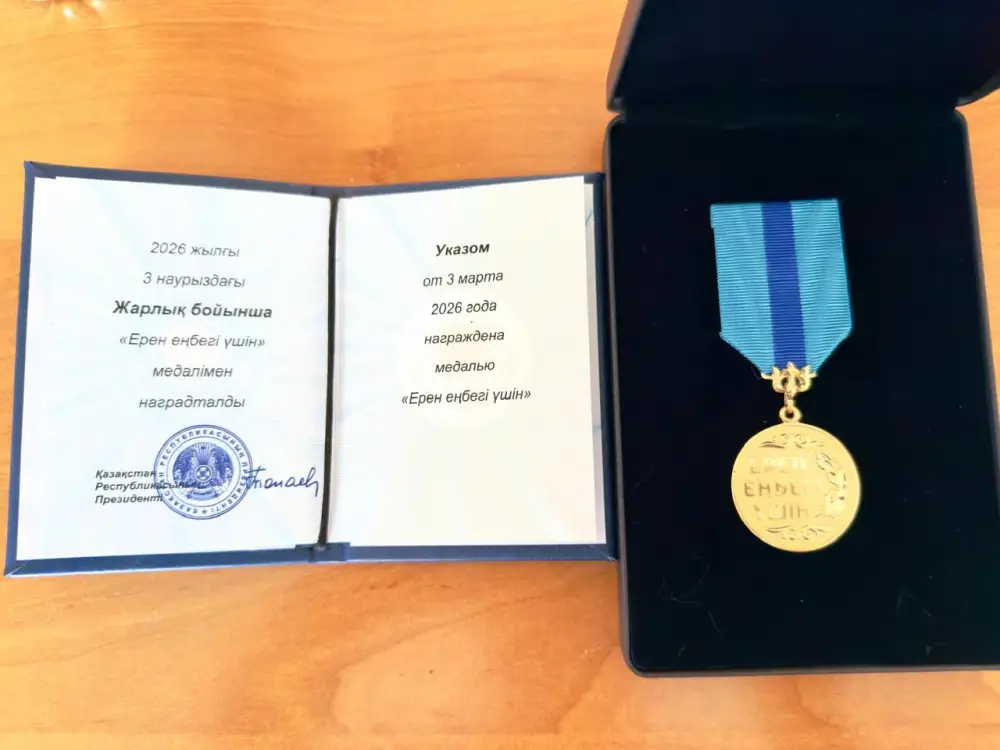 2026 жылғы
3 наурыздағы
Жарлық бойынша
«Ерен еңбегі үшін»
медалімен
наградталды
Қазақстан
Республикасының
Президенті
Указом
от 3 марта
2026 года
награждена
медалью
«Ерен еңбегі үшін»
ЕРЕН
ЕҢБЕГІ
ҮШІН